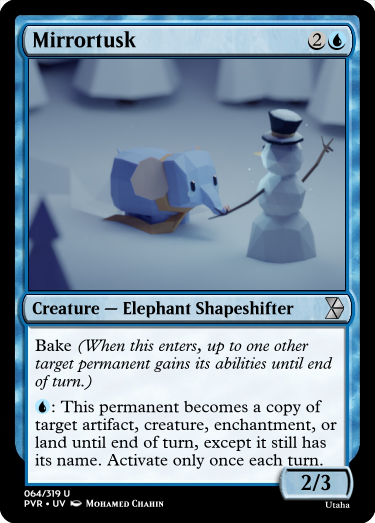 Mirrortusk 2
Creature — Elephant Shapeshifter
Bake (When this enters, up to one other
target permanent gains its abilities until end
of turn.)
: This permanent becomes a copy of
target artifact, creature, enchantment, or
land until end of turn, except it still has
its name. Activate only once each turn.
2/3
064/319 U
PVR • UV Mohamed Chahin
Utaha